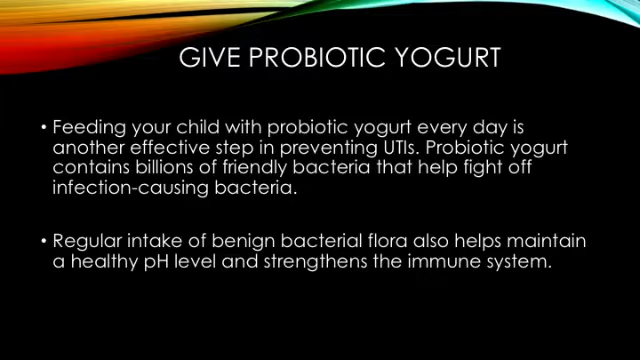 GIVE PROBIOTIC YOGURT
• Feeding your child with probiotic yogurt every day is
another effective step in preventing UTIs. Probiotic yogurt
contains billions of friendly bacteria that help fight off
infection-causing bacteria.
• Regular intake of benign bacterial flora also helps maintain
a healthy pH level and strengthens the immune system.